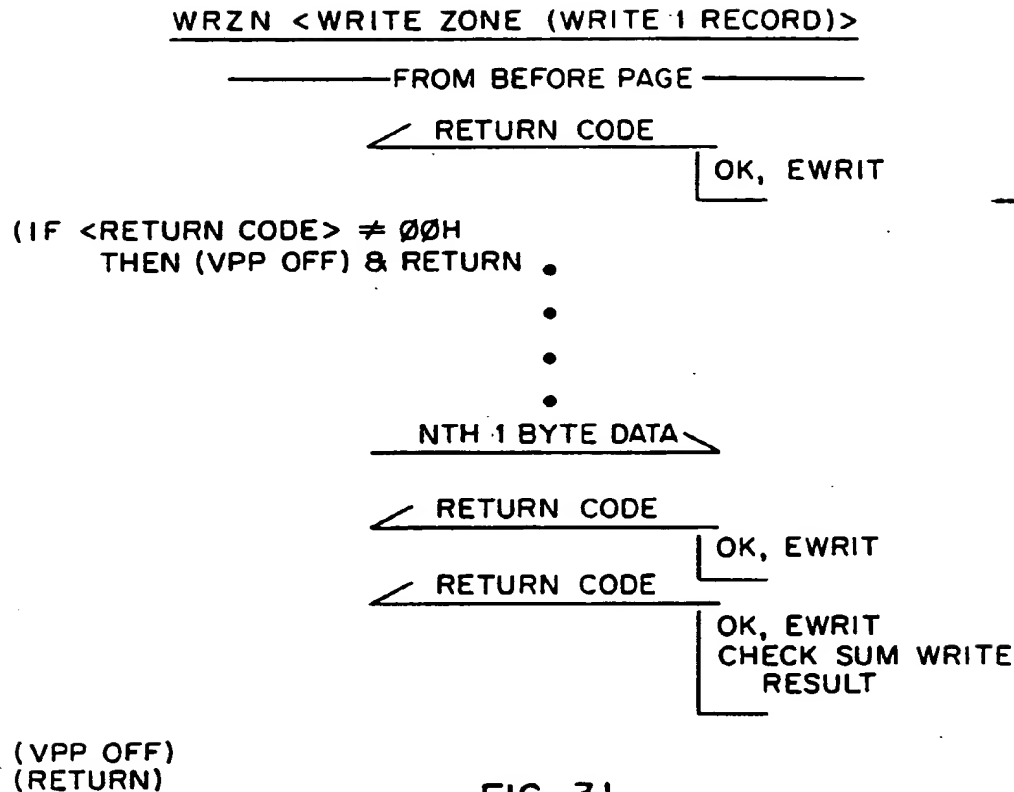 WRZN <WRITE ZONE (WRITE 1 RECORD)>
FROM BEFORE PAGE
RETURN CODE
OK, EWRIT
(IF <RETURN CODE> ≠ ØØH
THEN (VPP OFF) & RETURN
NTH 1 BYTE DATA
RETURN CODE
OK, EWRIT
RETURN CODE
OK, EWRIT
CHECK SUM WRITE
RESULT
(VPP OFF)
(RETURN)